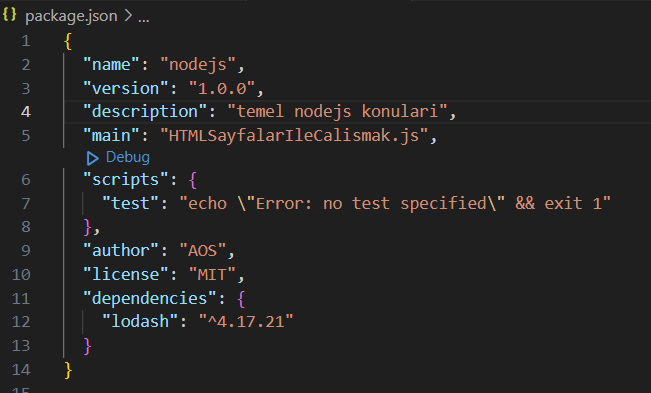 package.json > ...
1 {
2 "name": "nodejs",
3 "version": "1.0.0",
4 "description": "temel nodejs konulari",
5 "main": "HTMLSayfalarIleCalismak.js",
Debug
6 "scripts": {
7 "test": "echo \"Error: no test specified\" && exit 1"
8 },
9 "author": "AOS",
10 "license": "MIT",
11 "dependencies": {
12 "lodash": "^4.17.21"
13 }
14 }
15